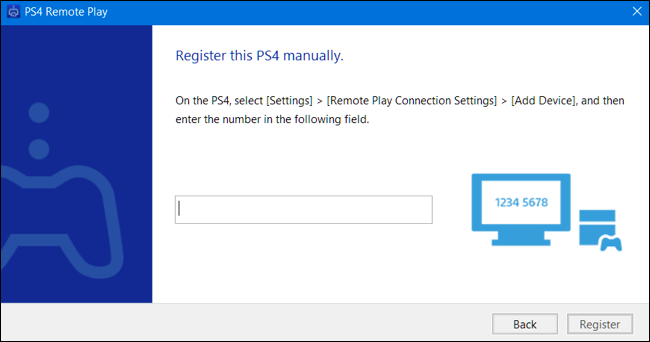 PS4 Remote Play
Register this PS4 manually.
On the PS4, select [Settings] > [Remote Play Connection Settings] > [Add Device], and then
enter the number in the following field.
1234 5678
Back
Register